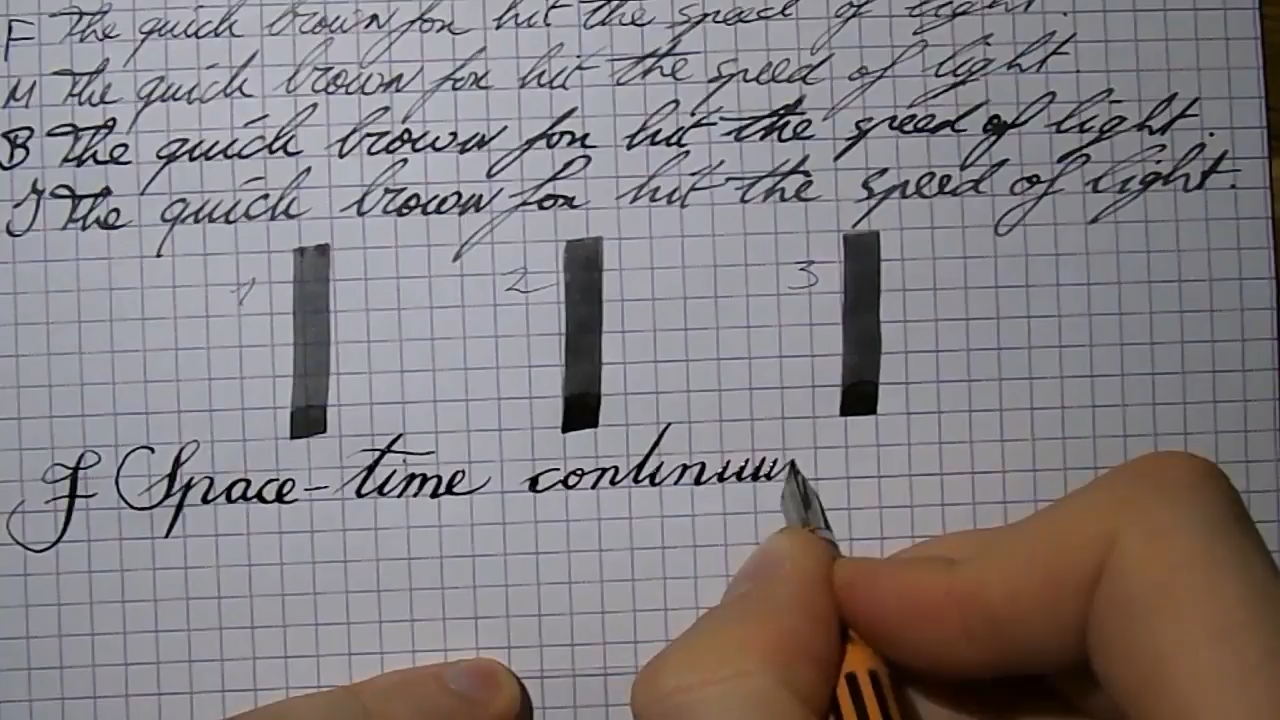 F The quick brown fox hit the speed of light.
M The quick brown fox hit the speed of light.
B The quick brown fox hit the speed of light.
J The quick brown fox hit the speed of light.
1 2 3
F Space-time continuu